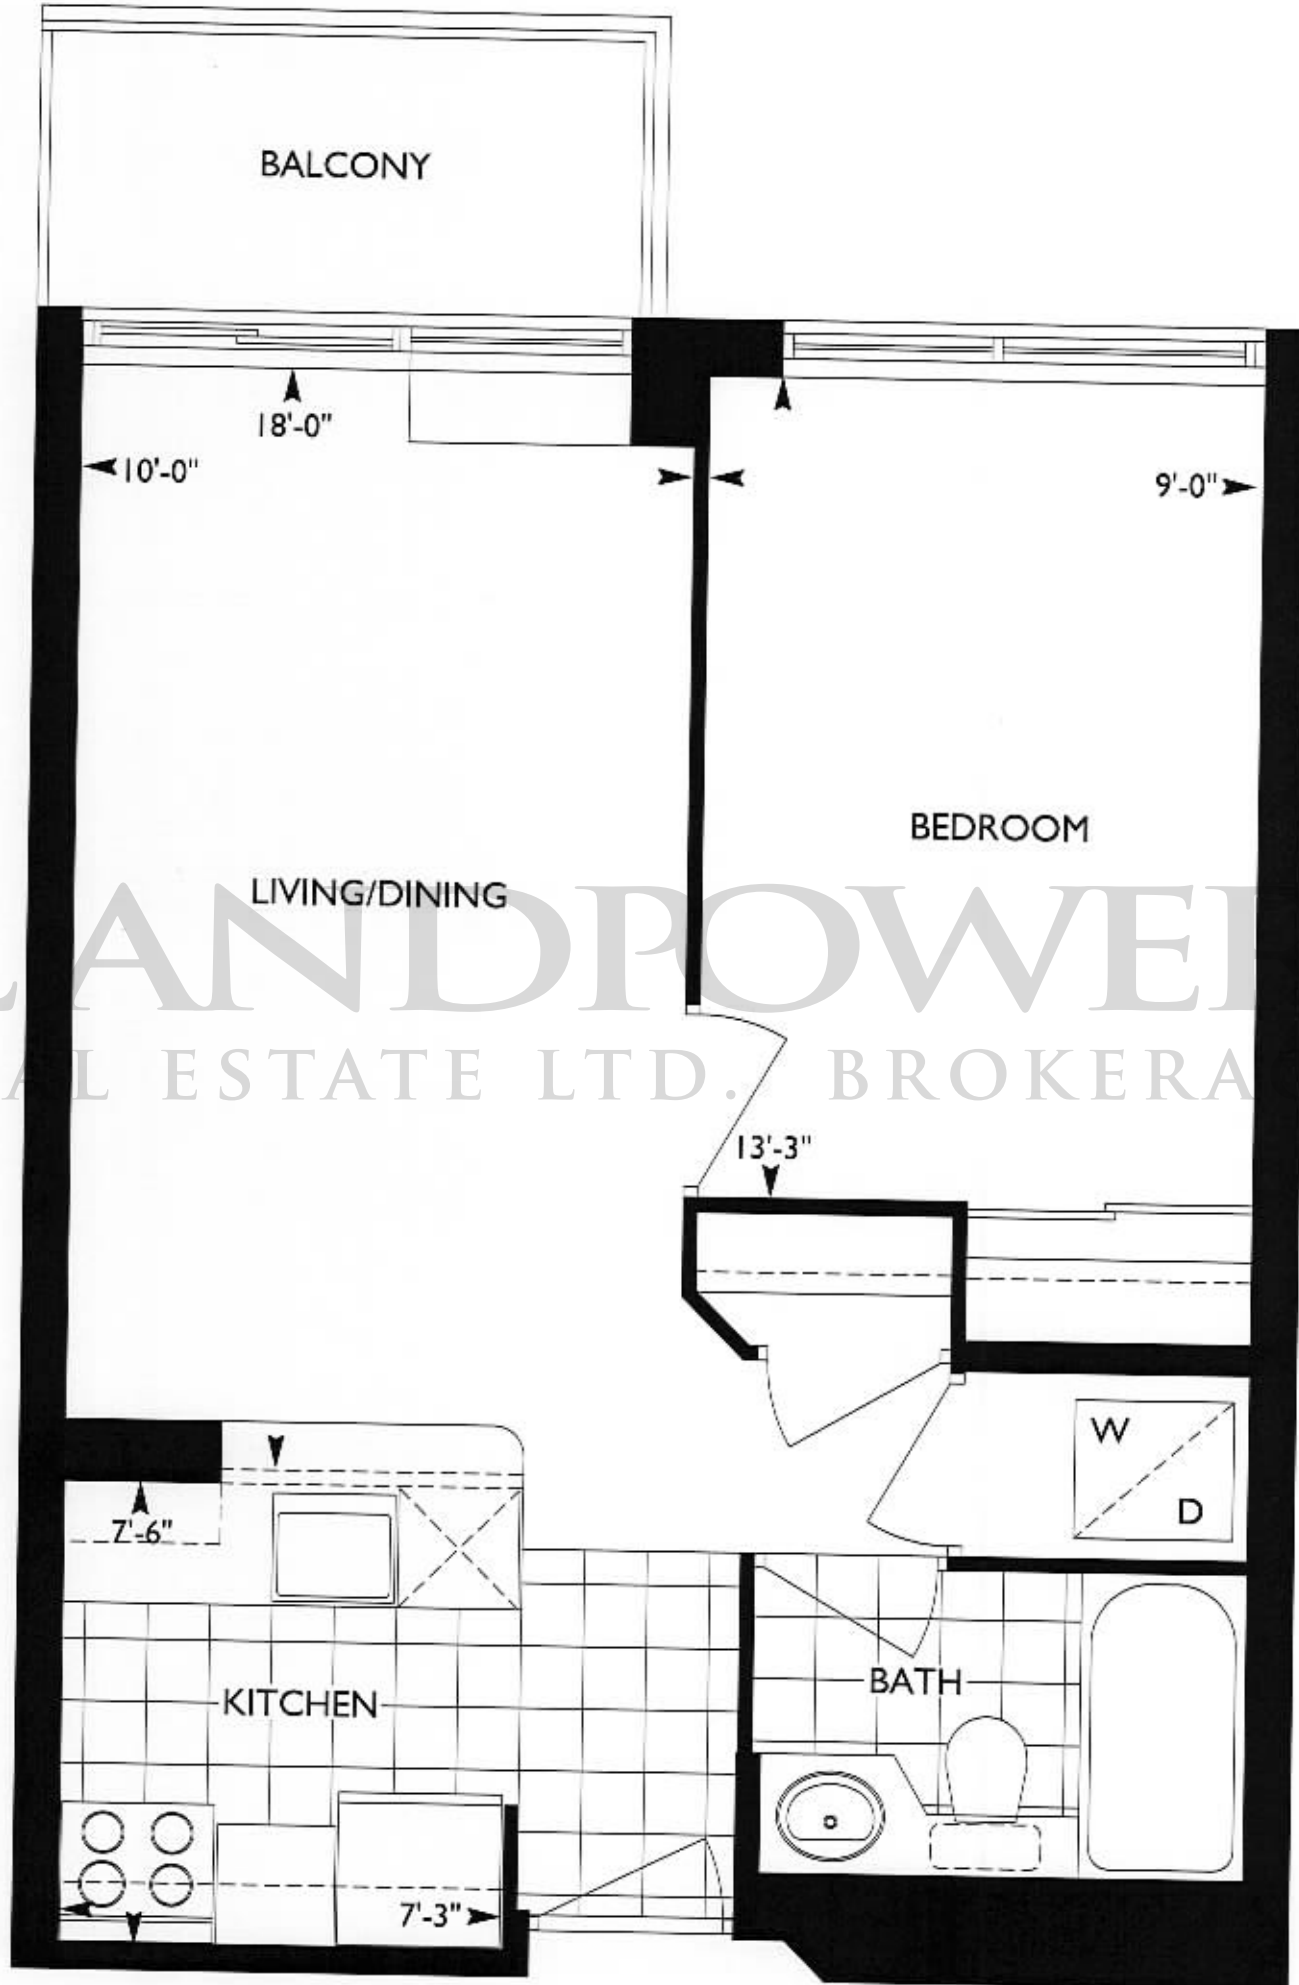 BALCONY
18'-0"
10'-0"
9'-0"
BEDROOM
LIVING/DINING
LANDPOWER
AL ESTATE LTD. BROKERA
13'-3"
W
D
7'-6"
BATH
KITCHEN
7'-3"